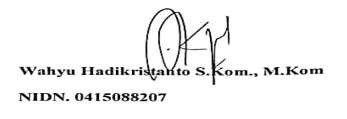 Wahyu Hadikristanto S.Kom., M.Kom
NIDN. 0415088207